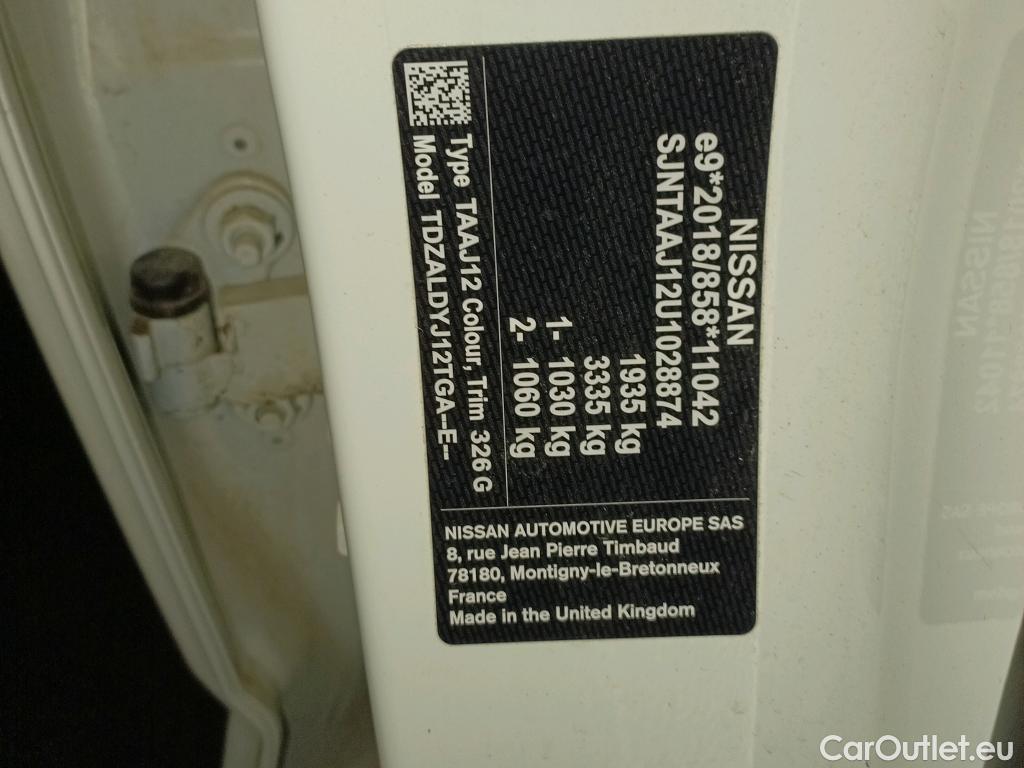 NISSAN
e9*2018/858*11042
SJNTAAJ12U1028874
1935 kg
3335 kg
1- 1030 kg
2- 1060 kg
Type TAAJ12 Colour, Trim 326 G
Model TDZALDYJ12TGA--E--
NISSAN AUTOMOTIVE EUROPE SAS
8, rue Jean Pierre Timbaud
78180, Montigny-le-Bretonneux
France
Made in the United Kingdom
CarOutlet.eu